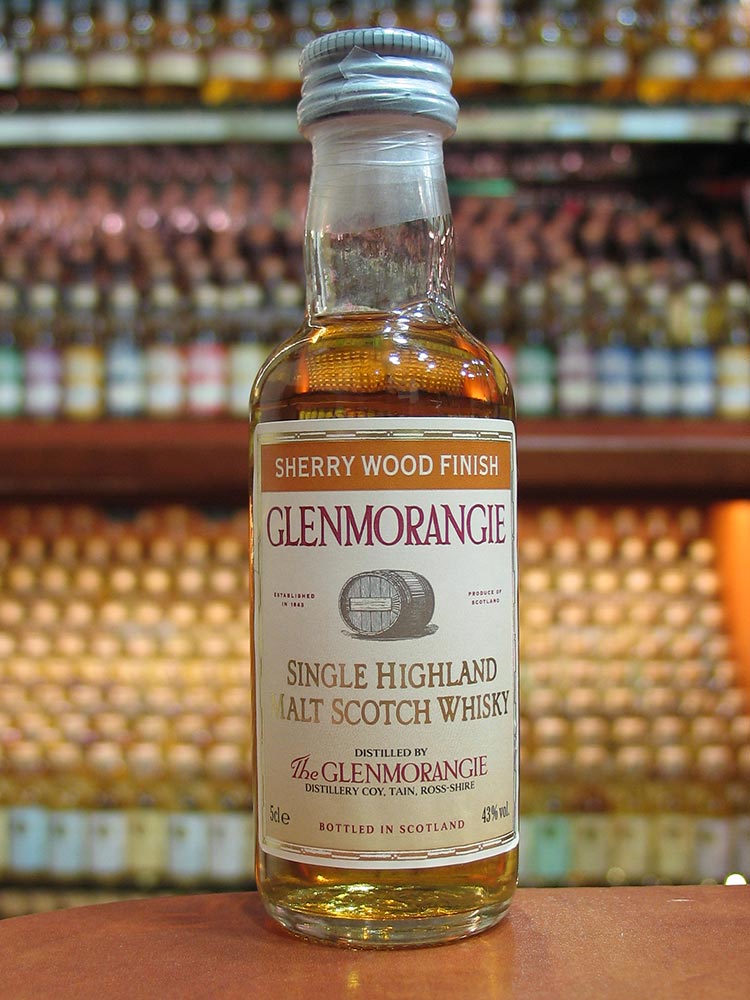 SHERRY WOOD FINISH
GLENMORANGIE
ESTABLISHED
IN 1843
PRODUCE OF
SCOTLAND
SINGLE HIGHLAND
MALT SCOTCH WHISKY
DISTILLED BY
The GLENMORANGIE
DISTILLERY COY, TAIN, ROSS-SHIRE
5cl e
43% vol.
BOTTLED IN SCOTLAND